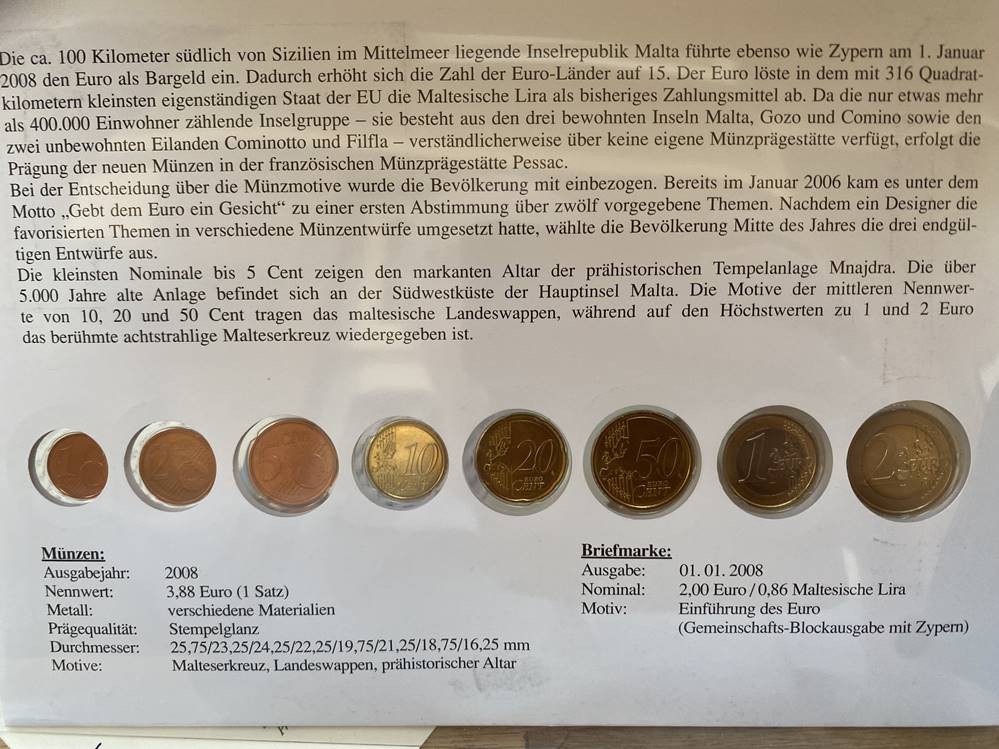 Die ca. 100 Kilometer südlich von Sizilien im Mittelmeer liegende Inselrepublik Malta führte ebenso wie Zypern am 1. Januar
2008 den Euro als Bargeld ein. Dadurch erhöht sich die Zahl der Euro-Länder auf 15. Der Euro löste in dem mit 316 Quadrat-
kilometern kleinsten eigenständigen Staat der EU die Maltesische Lira als bisheriges Zahlungsmittel ab. Da die nur etwas mehr
als 400.000 Einwohner zählende Inselgruppe – sie besteht aus den drei bewohnten Inseln Malta, Gozo und Comino sowie den
zwei unbewohnten Eilanden Cominotto und Filfla – verständlicherweise über keine eigene Münzprägestätte verfügt, erfolgt die
Prägung der neuen Münzen in der französischen Münzprägestätte Pessac.
Bei der Entscheidung über die Münzmotive wurde die Bevölkerung mit einbezogen. Bereits im Januar 2006 kam es unter dem
Motto „Gebt dem Euro ein Gesicht“ zu einer ersten Abstimmung über zwölf vorgegebene Themen. Nachdem ein Designer die
favorisierten Themen in verschiedene Münzentwürfe umgesetzt hatte, wählte die Bevölkerung Mitte des Jahres die drei endgül-
tigen Entwürfe aus.
Die kleinsten Nominale bis 5 Cent zeigen den markanten Altar der prähistorischen Tempelanlage Mnajdra. Die über
5.000 Jahre alte Anlage befindet sich an der Südwestküste der Hauptinsel Malta. Die Motive der mittleren Nennwer-
te von 10, 20 und 50 Cent tragen das maltesische Landeswappen, während auf den Höchstwerten zu 1 und 2 Euro
das berühmte achtstrahlige Malteserkreuz wiedergegeben ist.
1 2 5 10 20 EURO CENT 50 EURO CENT 1 EURO 2 EURO
Münzen:
Ausgabejahr: 2008
Nennwert: 3,88 Euro (1 Satz)
Metall: verschiedene Materialien
Prägequalität: Stempelglanz
Durchmesser: 25,75/23,25/24,25/22,25/19,75/21,25/18,75/16,25 mm
Motive: Malteserkreuz, Landeswappen, prähistorischer Altar
Briefmarke:
Ausgabe: 01. 01. 2008
Nominal: 2,00 Euro / 0,86 Maltesische Lira
Motiv: Einführung des Euro
(Gemeinschafts-Blockausgabe mit Zypern)